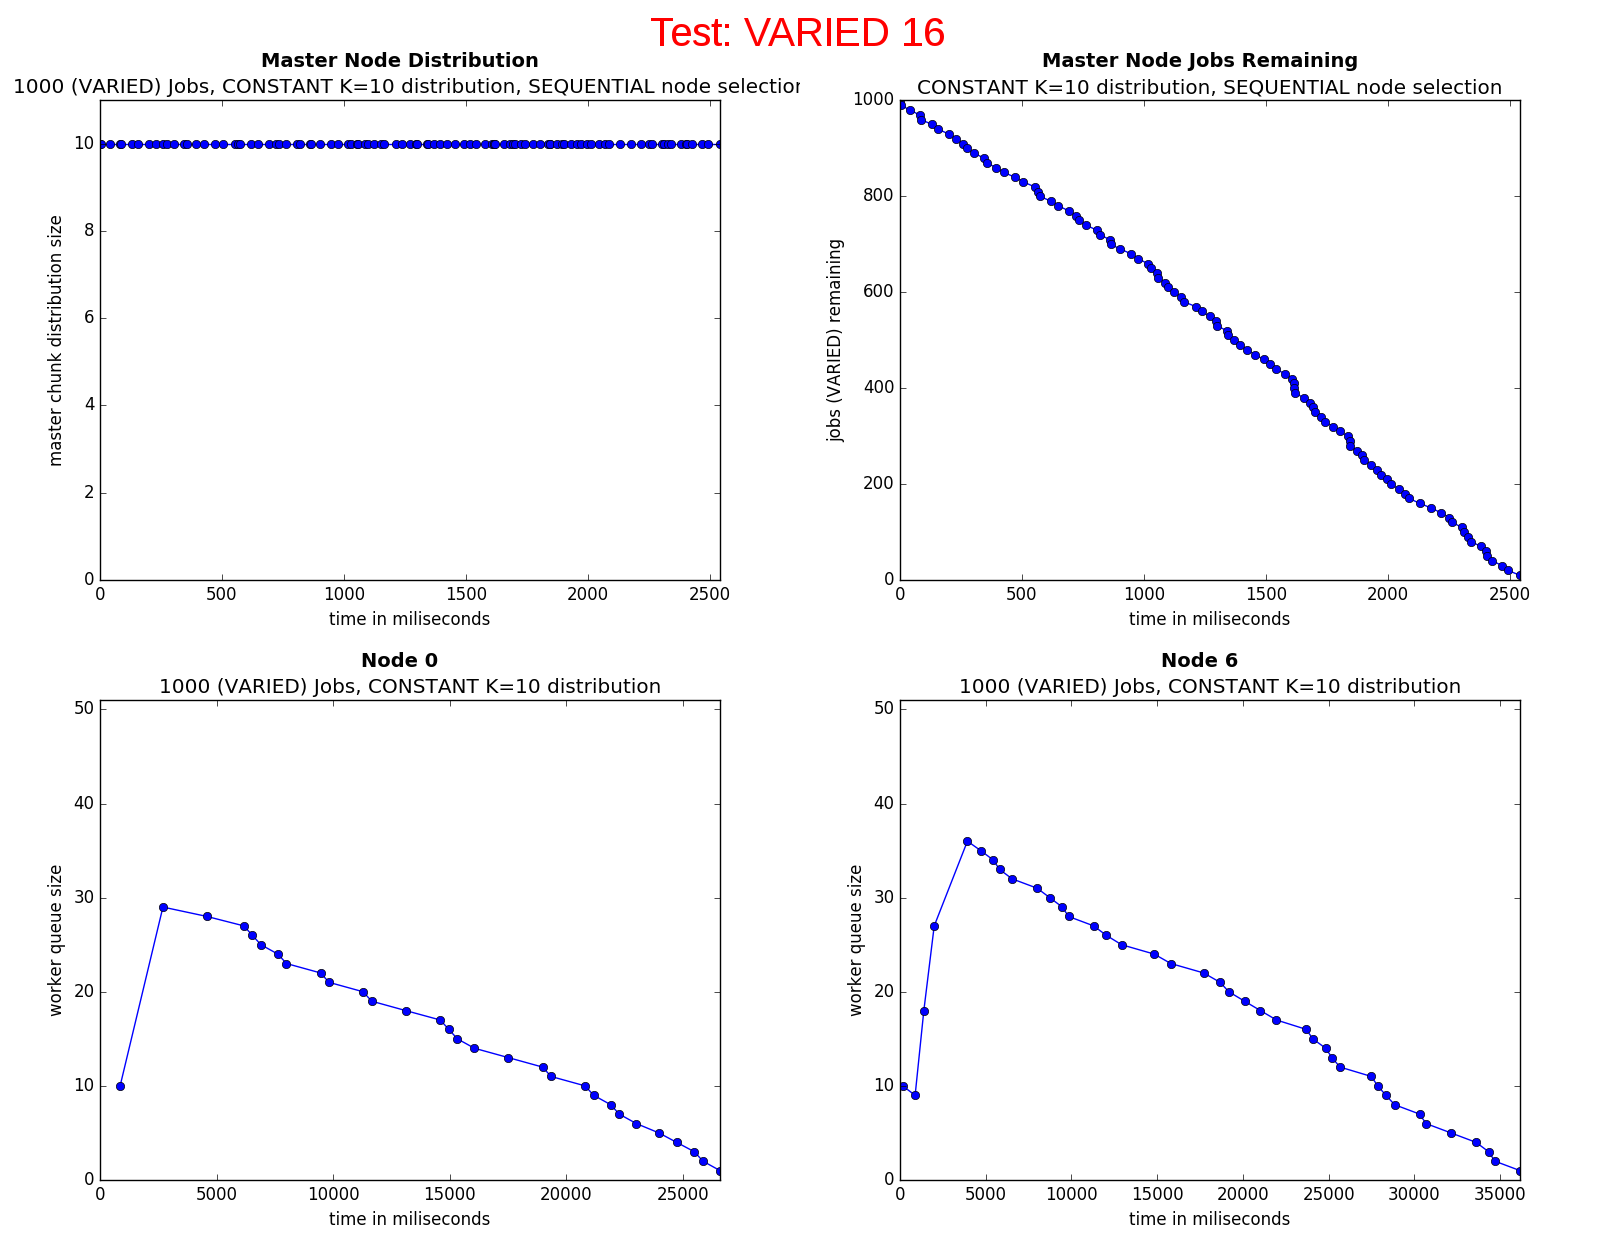 Test: VARIED 16
Master Node Distribution
1000 (VARIED) Jobs, CONSTANT K=10 distribution, SEQUENTIAL node selection
10
8
6
4
2
0
master chunk distribution size
0 500 1000 1500 2000 2500
time in miliseconds
Master Node Jobs Remaining
CONSTANT K=10 distribution, SEQUENTIAL node selection
1000
800
600
400
200
0
jobs (VARIED) remaining
0 500 1000 1500 2000 2500
time in miliseconds
Node 0
1000 (VARIED) Jobs, CONSTANT K=10 distribution
50
40
30
20
10
0
worker queue size
0 5000 10000 15000 20000 25000
time in miliseconds
Node 6
1000 (VARIED) Jobs, CONSTANT K=10 distribution
50
40
30
20
10
0
worker queue size
0 5000 10000 15000 20000 25000 30000 35000
time in miliseconds